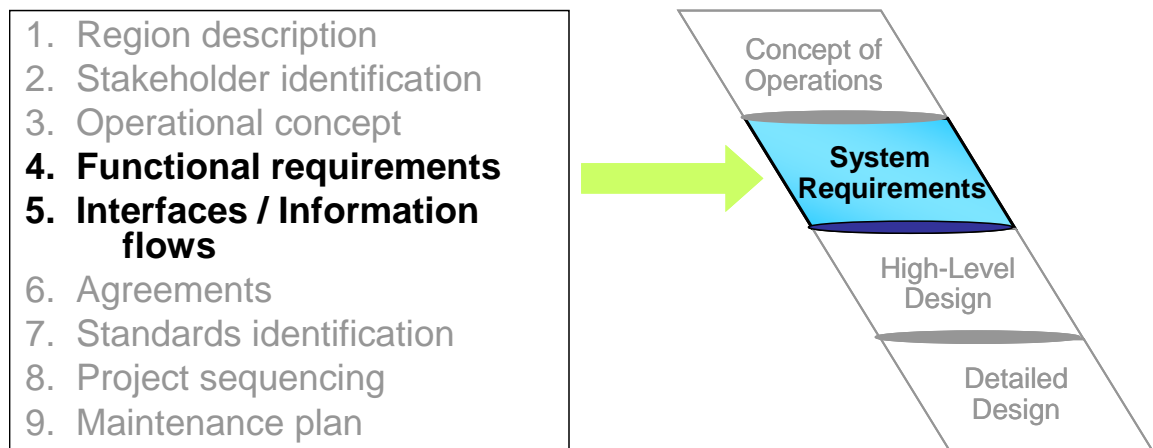 1. Region description
2. Stakeholder identification
3. Operational concept
4. Functional requirements
5. Interfaces / Information
flows
6. Agreements
7. Standards identification
8. Project sequencing
9. Maintenance plan
Concept of
Operations
System
Requirements
High-Level
Design
Detailed
Design